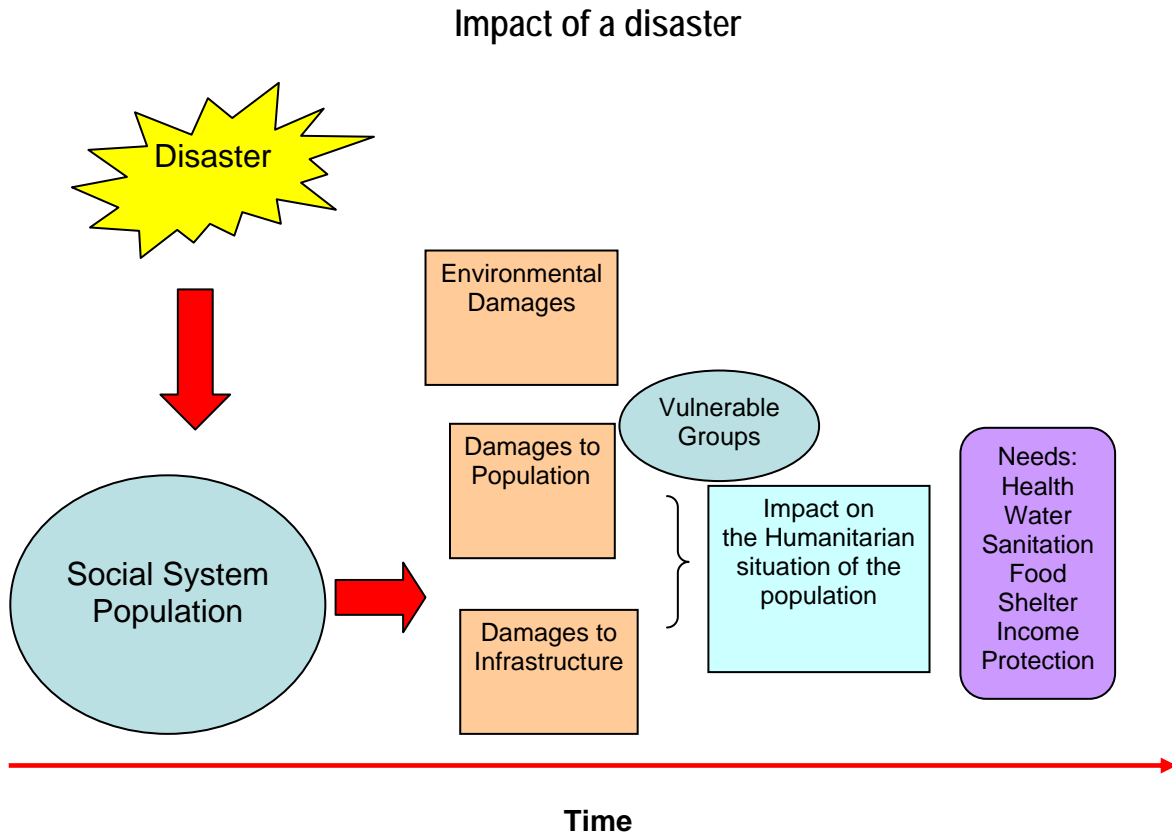 Impact of a disaster
Disaster
Environmental
Damages
Vulnerable
Groups
Damages to
Population
Needs:
Health
Water
Sanitation
Food
Shelter
Income
Protection
Impact on
the Humanitarian
situation of the
population
Social System
Population
Damages to
Infrastructure
Time